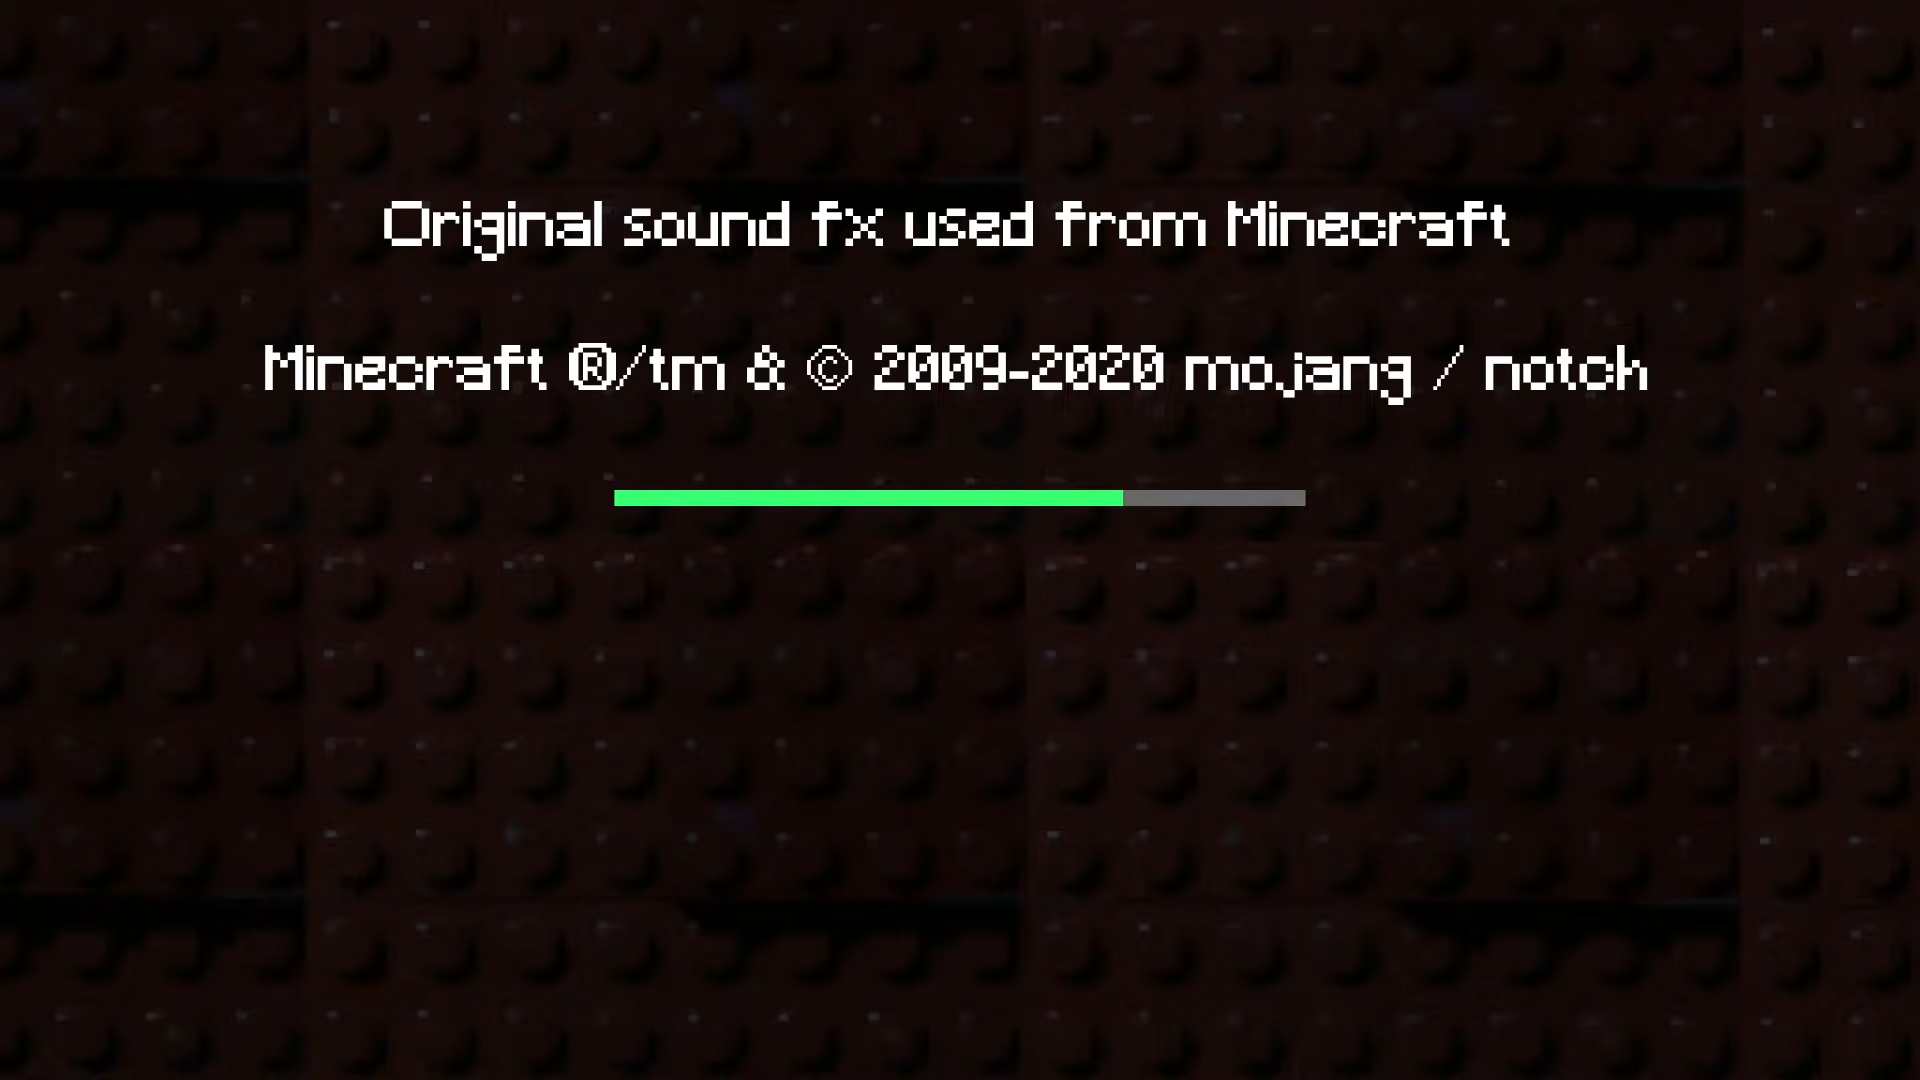 Original sound fx used from Minecraft
Minecraft ®/tm & © 2009-2020 mojang / notch